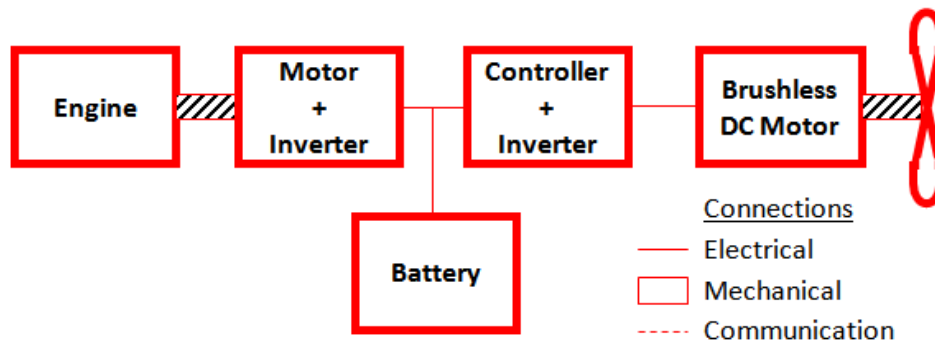 Engine
Motor
+
Inverter
Controller
+
Inverter
Brushless
DC Motor
Battery
Connections
Electrical
Mechanical
Communication